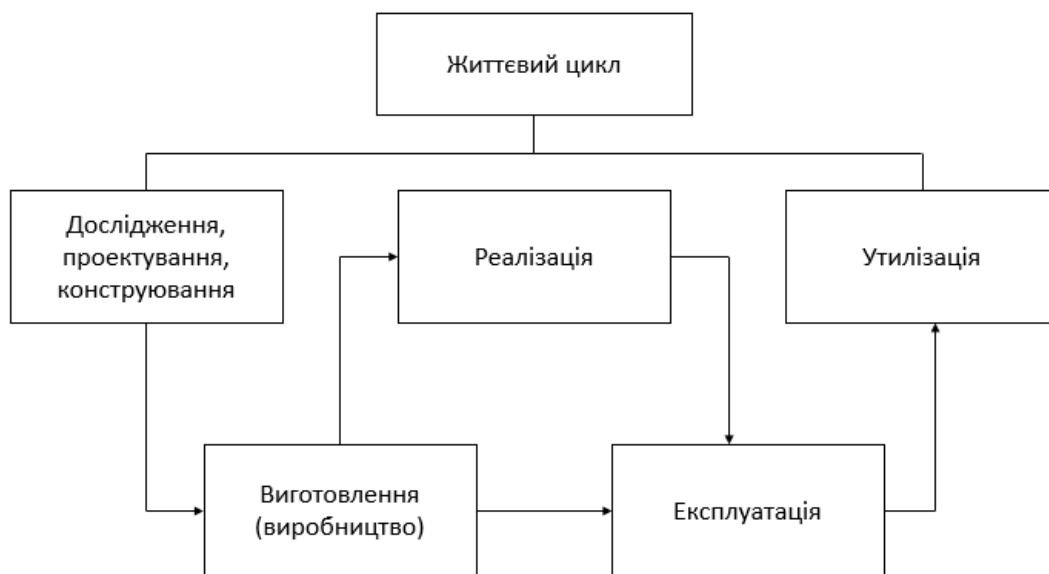 Життєвий цикл
Дослідження,
проектування,
конструювання
Реалізація
Утилізація
Виготовлення
(виробництво)
Експлуатація